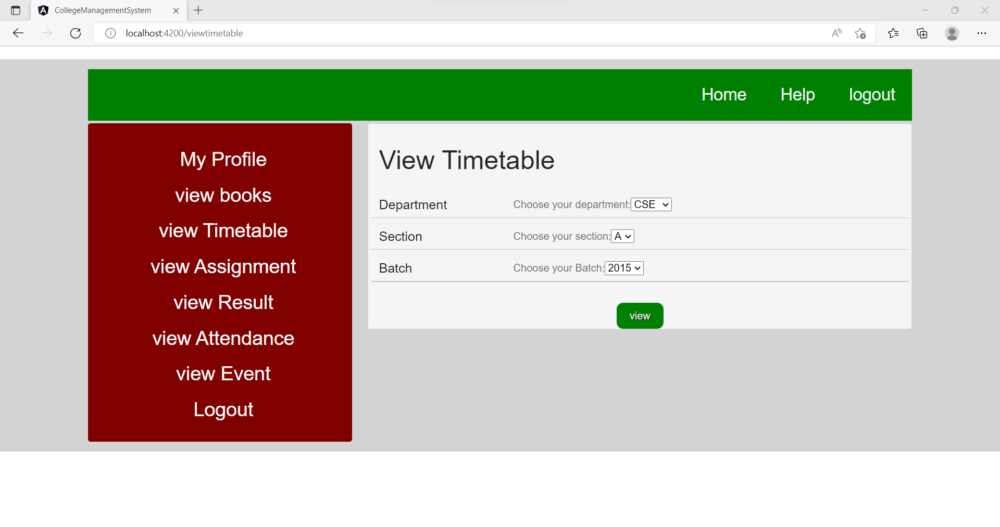 CollegeManagementSystem
localhost:4200/viewtimetable
Home Help logout
My Profile
view books
view Timetable
view Assignment
view Result
view Attendance
view Event
Logout
View Timetable
Department Choose your department: CSE
Section Choose your section: A
Batch Choose your Batch: 2015
view